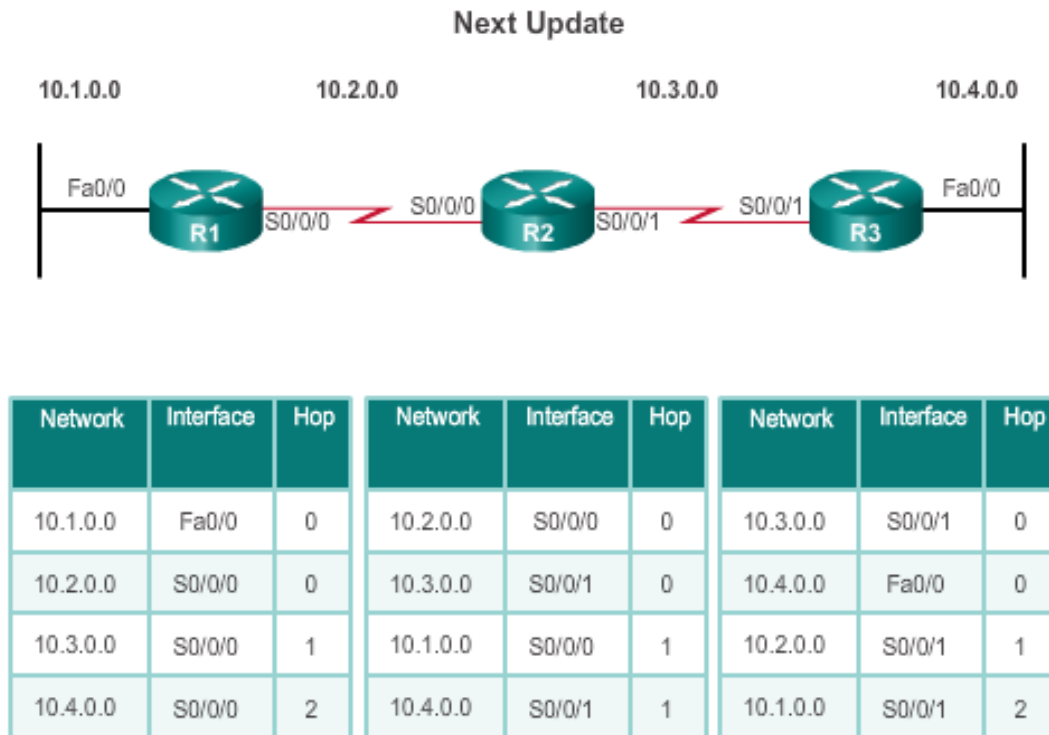 Next Update
10.1.0.0 10.2.0.0 10.3.0.0 10.4.0.0
Fa0/0 R1 S0/0/0 S0/0/0 R2 S0/0/1 S0/0/1 R3 Fa0/0
Network Interface Hop Network Interface Hop Network Interface Hop
10.1.0.0 Fa0/0 0 10.2.0.0 S0/0/0 0 10.3.0.0 S0/0/1 0
10.2.0.0 S0/0/0 0 10.3.0.0 S0/0/1 0 10.4.0.0 Fa0/0 0
10.3.0.0 S0/0/0 1 10.1.0.0 S0/0/0 1 10.2.0.0 S0/0/1 1
10.4.0.0 S0/0/0 2 10.4.0.0 S0/0/1 1 10.1.0.0 S0/0/1 2